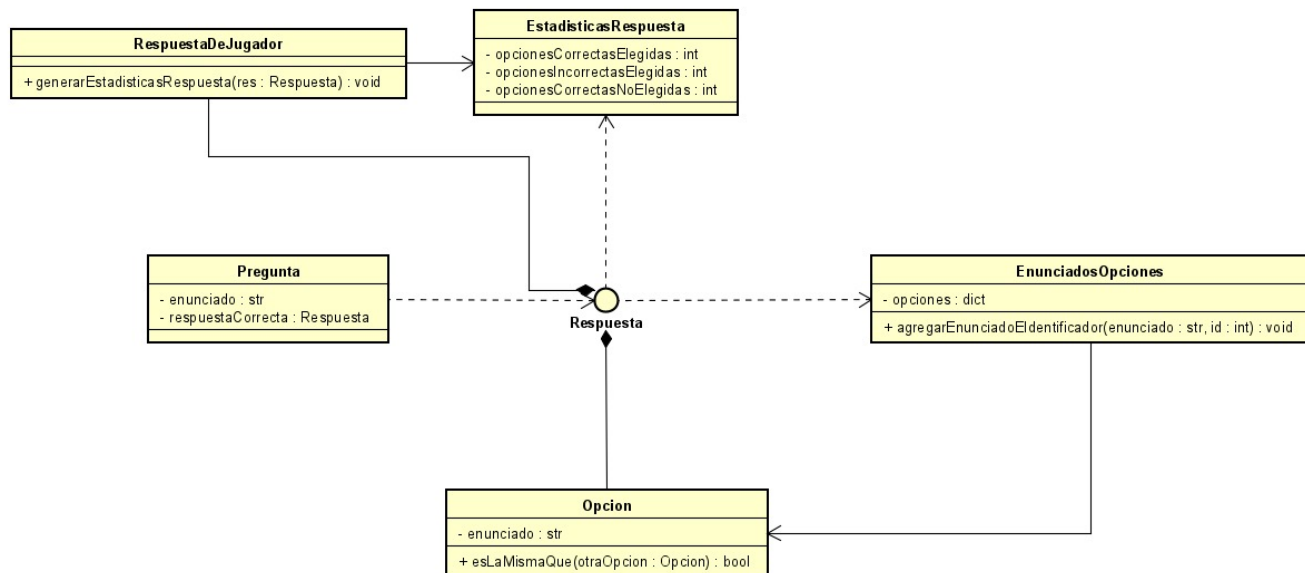 EstadisticasRespuesta
- opcionesCorrectasElegidas : int
- opcionesIncorrectasElegidas : int
- opcionesCorrectasNoElegidas : int
RespuestaDeJugador
+ generarEstadisticasRespuesta(res : Respuesta) : void
Pregunta
- enunciado : str
- respuestaCorrecta : Respuesta
Respuesta
EnunciadosOpciones
- opciones : dict
+ agregarEnunciadoEIdentificador(enunciado : str, id : int) : void
Opcion
- enunciado : str
+ esLaMismaQue(otraOpcion : Opcion) : bool